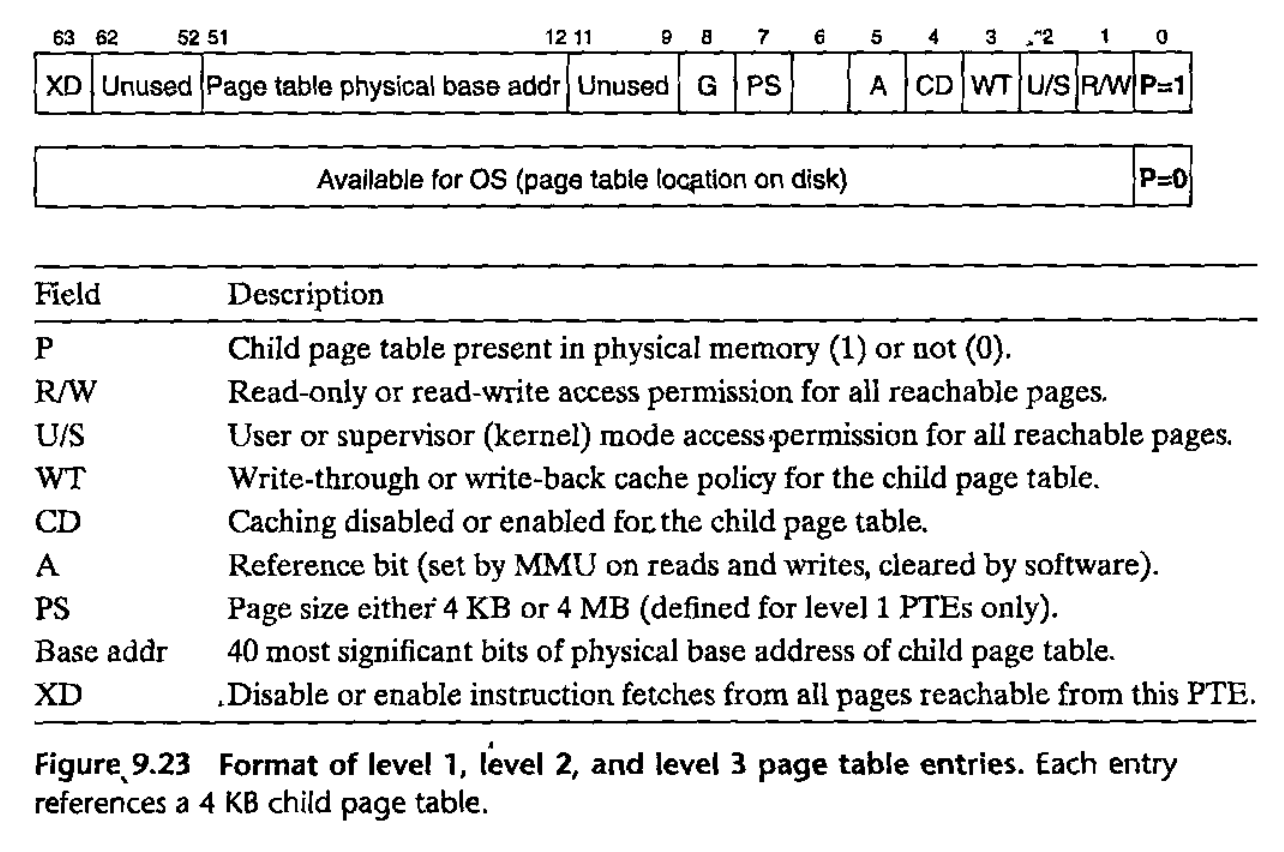 63 62 52 51 12 11 9 8 7 6 5 4 3 2 1 0
XD Unused Page table physical base addr Unused G PS A CD WT U/S R/W P=1
Available for OS (page table location on disk) P=0
Field Description
P Child page table present in physical memory (1) or not (0).
R/W Read-only or read-write access permission for all reachable pages.
U/S User or supervisor (kernel) mode access permission for all reachable pages.
WT Write-through or write-back cache policy for the child page table.
CD Caching disabled or enabled for the child page table.
A Reference bit (set by MMU on reads and writes, cleared by software).
PS Page size either 4 KB or 4 MB (defined for level 1 PTEs only).
Base addr 40 most significant bits of physical base address of child page table.
XD Disable or enable instruction fetches from all pages reachable from this PTE.
Figure 9.23 Format of level 1, level 2, and level 3 page table entries. Each entry
references a 4 KB child page table.